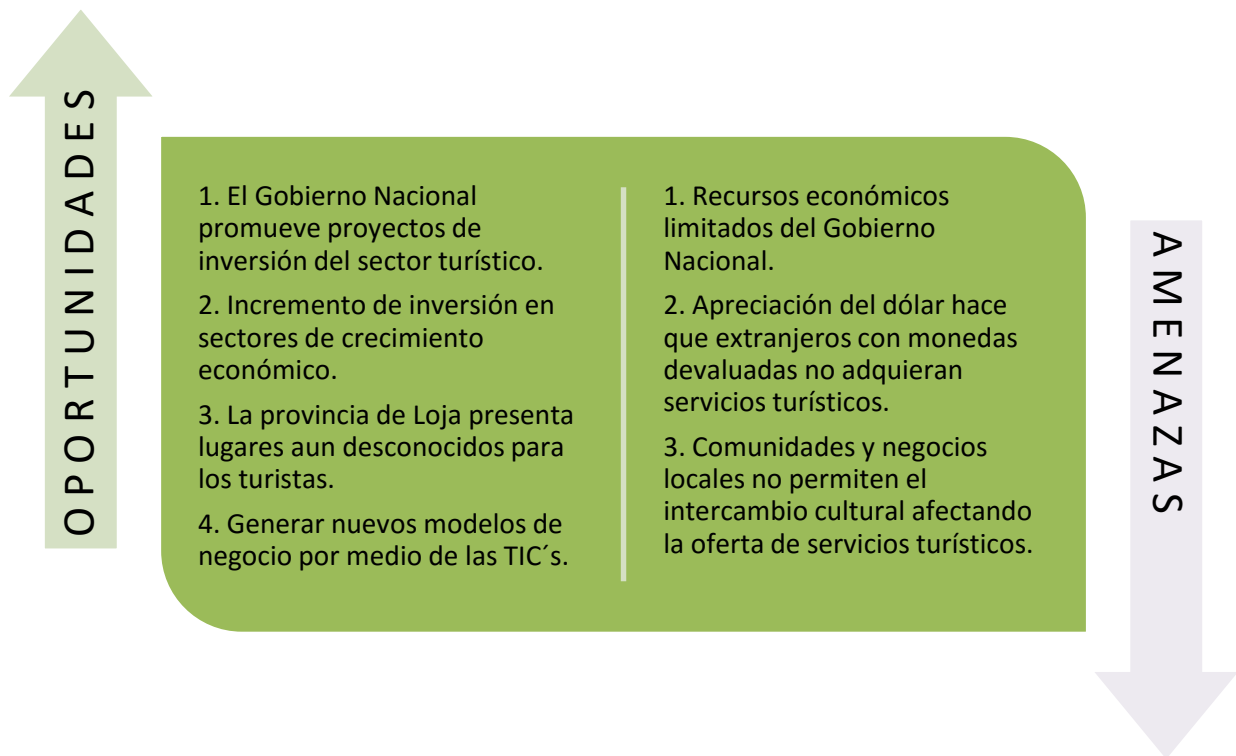 OPORTUNIDADES
1. El Gobierno Nacional
promueve proyectos de
inversión del sector turístico.
2. Incremento de inversión en
sectores de crecimiento
económico.
3. La provincia de Loja presenta
lugares aun desconocidos para
los turistas.
4. Generar nuevos modelos de
negocio por medio de las TIC´s.
1. Recursos económicos
limitados del Gobierno
Nacional.
2. Apreciación del dólar hace
que extranjeros con monedas
devaluadas no adquieran
servicios turísticos.
3. Comunidades y negocios
locales no permiten el
intercambio cultural afectando
la oferta de servicios turísticos.
AMENAZAS